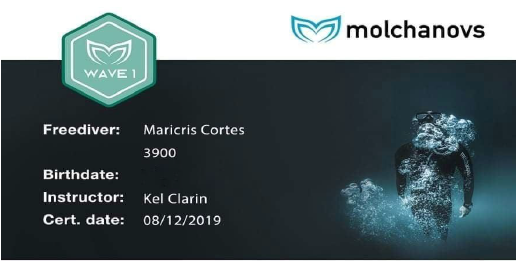 molchanovs
WAVE 1
Freediver: Maricris Cortes
3900
Birthdate:
Instructor: Kel Clarin
Cert. date: 08/12/2019